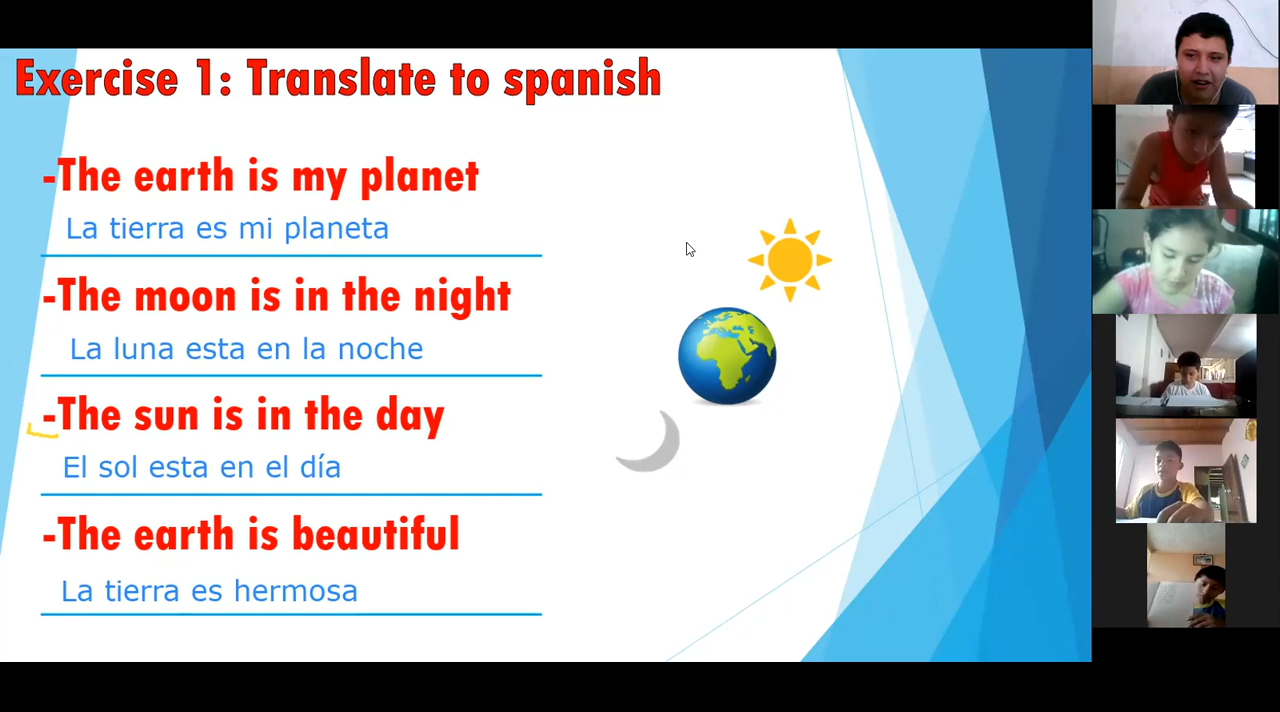 Exercise 1: Translate to spanish
-The earth is my planet
La tierra es mi planeta
-The moon is in the night
La luna esta en la noche
-The sun is in the day
El sol esta en el día
-The earth is beautiful
La tierra es hermosa